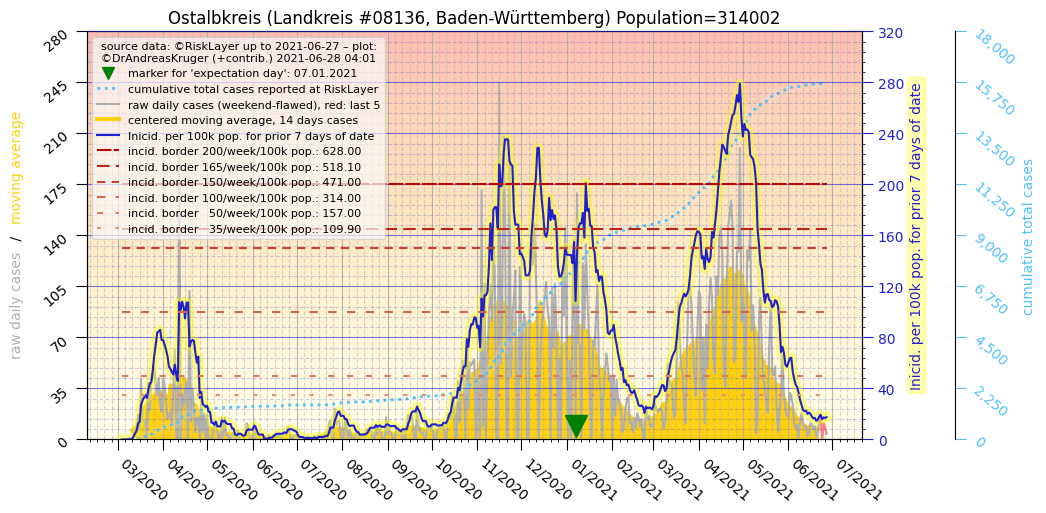 Ostalbkreis (Landkreis #08136, Baden-Württemberg) Population=314002
source data: ©RiskLayer up to 2021-06-27 – plot:
©DrAndreasKruger (+contrib.) 2021-06-28 04:01
marker for 'expectation day': 07.01.2021
cumulative total cases reported at RiskLayer
raw daily cases (weekend-flawed), red: last 5
centered moving average, 14 days cases
Inicid. per 100k pop. for prior 7 days of date
incid. border 200/week/100k pop.: 628.00
incid. border 165/week/100k pop.: 518.10
incid. border 150/week/100k pop.: 471.00
incid. border 100/week/100k pop.: 314.00
incid. border   50/week/100k pop.: 157.00
incid. border   35/week/100k pop.: 109.90
raw daily cases / moving average
280
245
210
175
140
105
70
35
0
03/2020
04/2020
05/2020
06/2020
07/2020
08/2020
09/2020
10/2020
11/2020
12/2020
01/2021
02/2021
03/2021
04/2021
05/2021
06/2021
07/2021
320
280
240
200
160
120
80
40
0
Inicid. per 100k pop. for prior 7 days of date
18,000
15,750
13,500
11,250
9,000
6,750
4,500
2,250
0
cumulative total cases